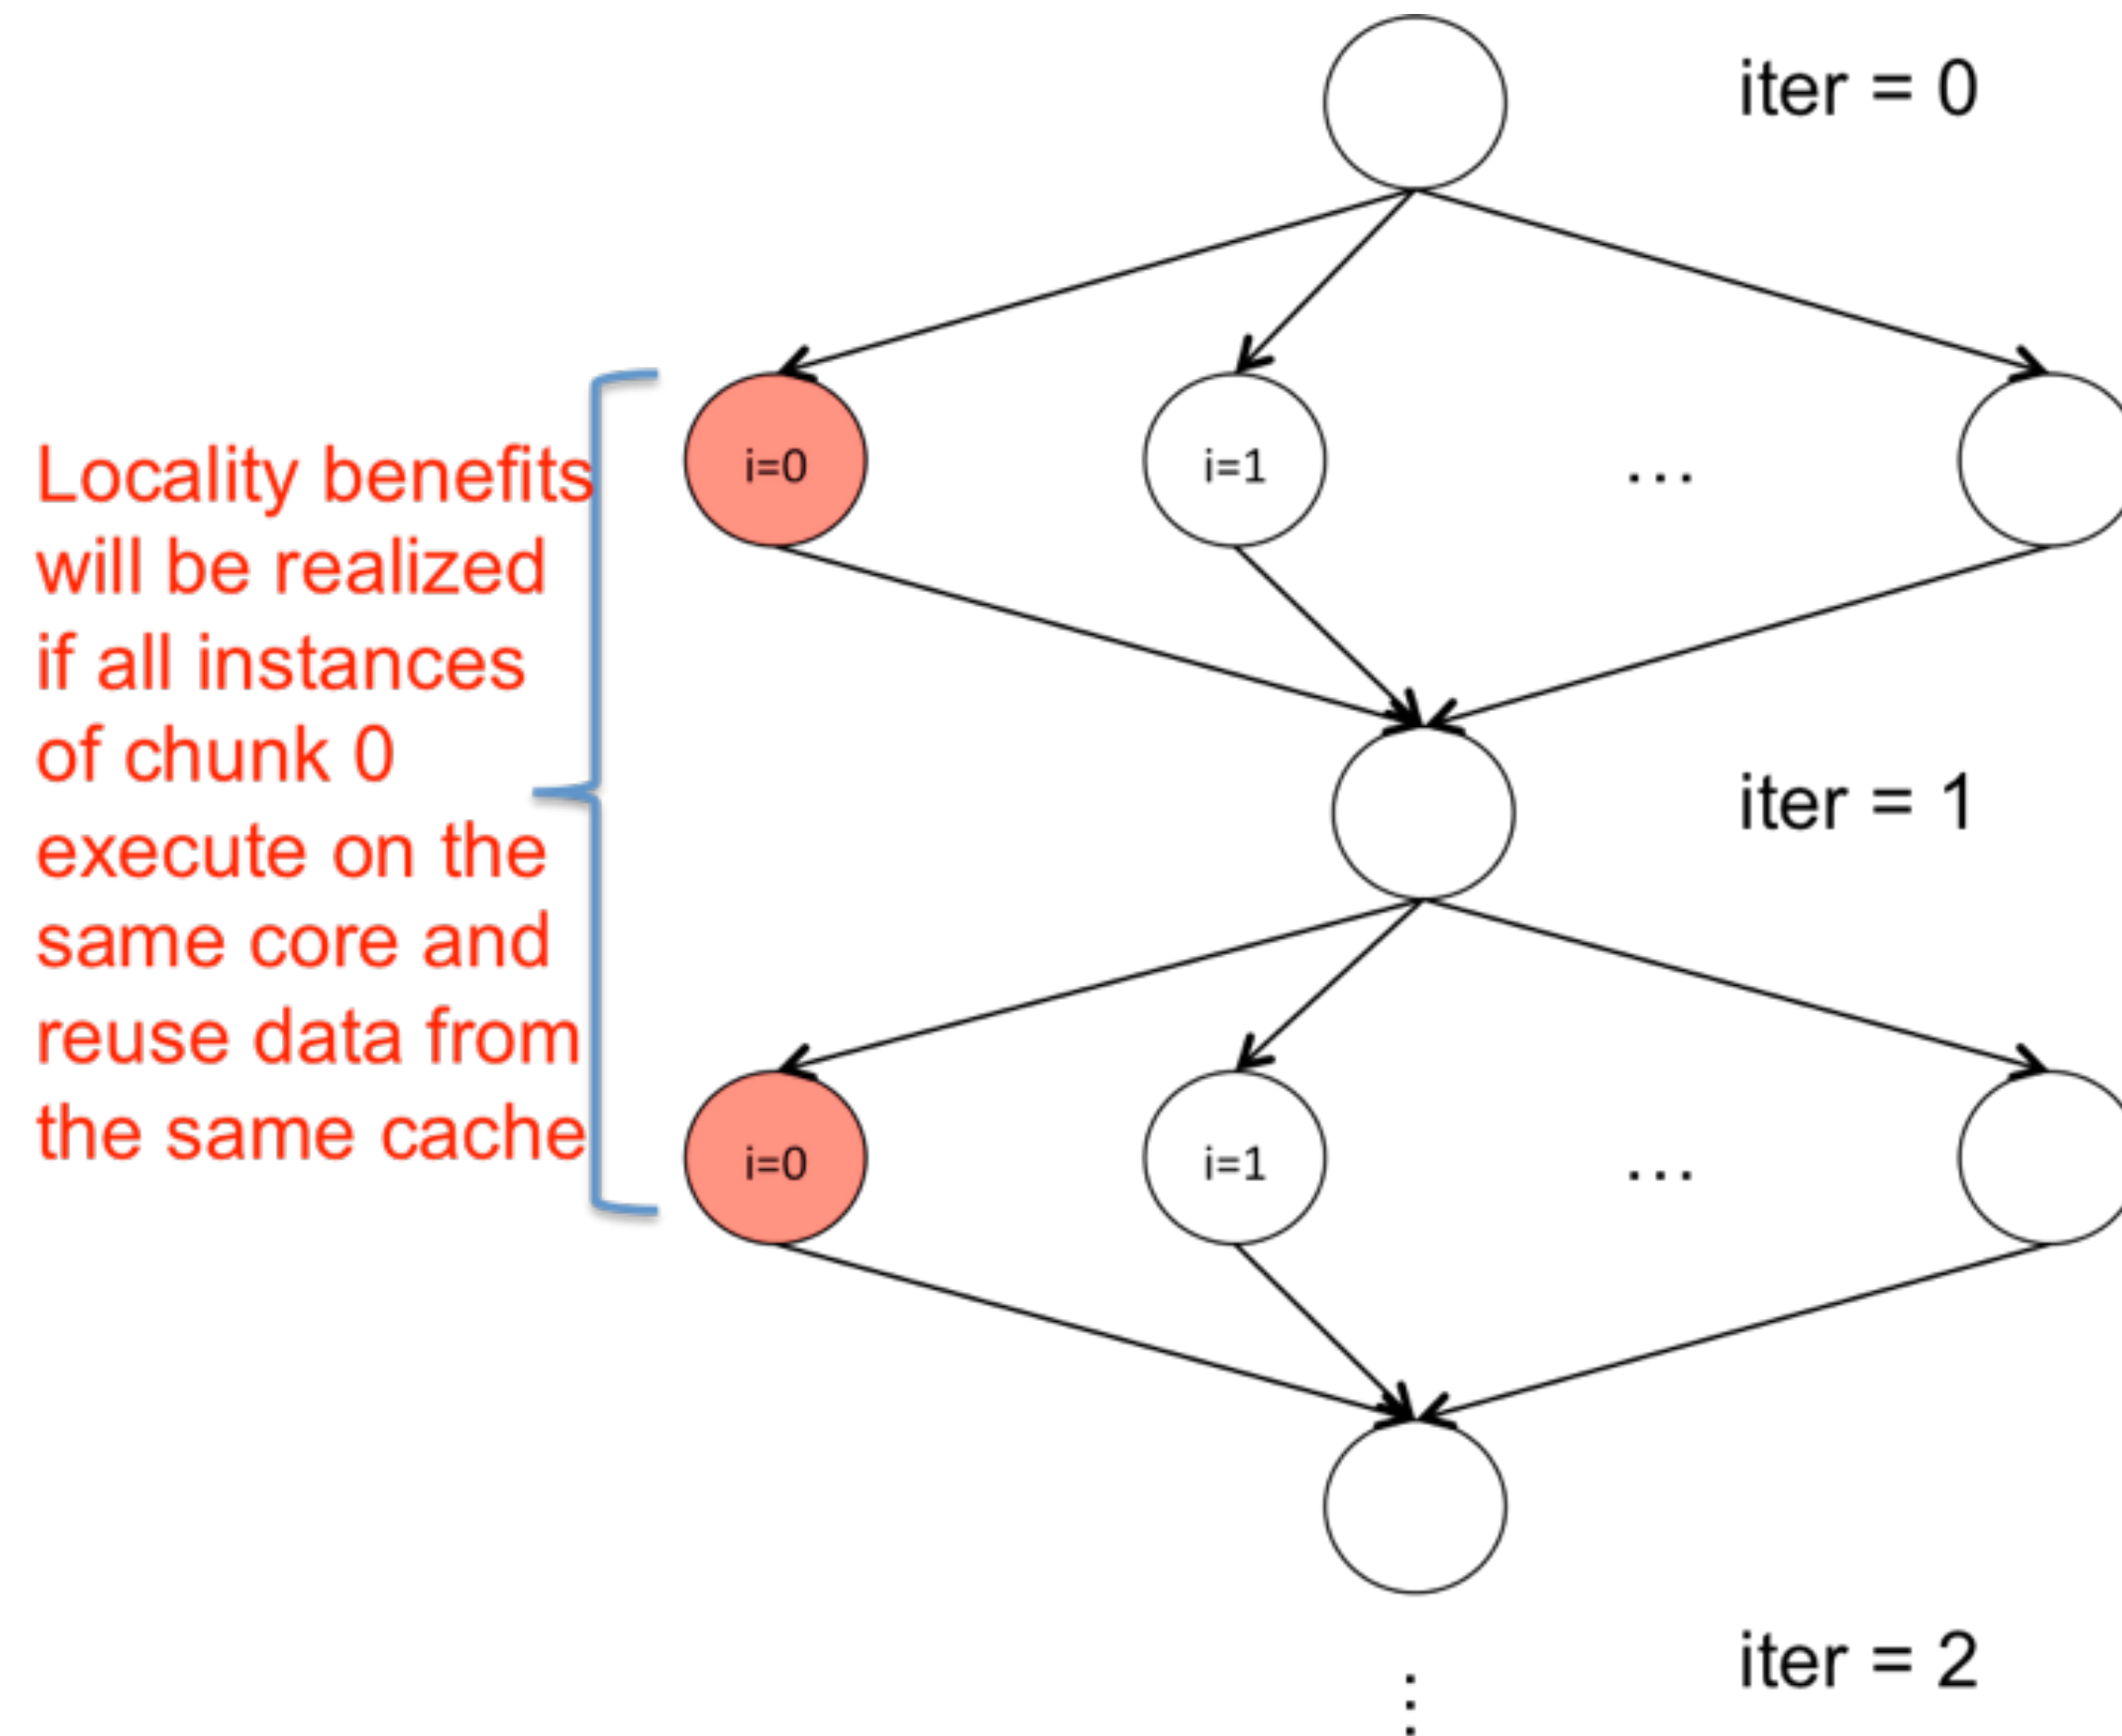 iter = 0
Locality benefits
will be realized
if all instances
of chunk 0
execute on the
same core and
reuse data from
the same cache
i=0
i=1
...
iter = 1
i=0
i=1
...
iter = 2
⋮